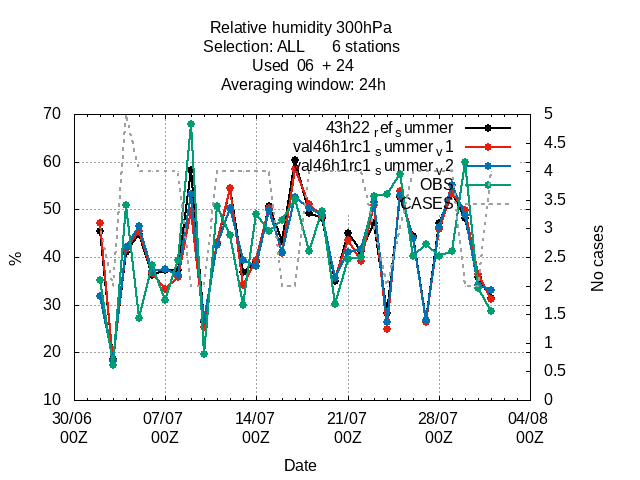 Relative humidity 300hPa
Selection: ALL 6 stations
Used 06 + 24
Averaging window: 24h
43h22refsummer
val46h1rc1summerv1
val46h1rc1summerv2
OBS
CASES
70
60
50
40
30
20
10
%
5
4.5
4
3.5
3
2.5
2
1.5
1
0.5
0
No cases
30/06 07/07 14/07 21/07 28/07 04/08
00Z 00Z 00Z 00Z 00Z 00Z
Date